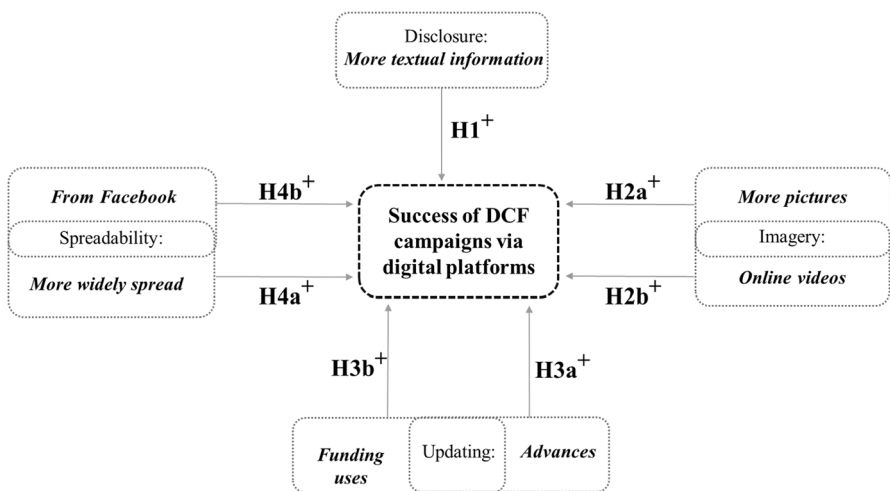 Disclosure:
More textual information
H1+
From Facebook
H4b+
Spreadability:
More widely spread
H4a+
Success of DCF
campaigns via
digital platforms
H2a+
More pictures
Imagery:
Online videos
H2b+
H3b+
H3a+
Funding
uses
Updating:
Advances